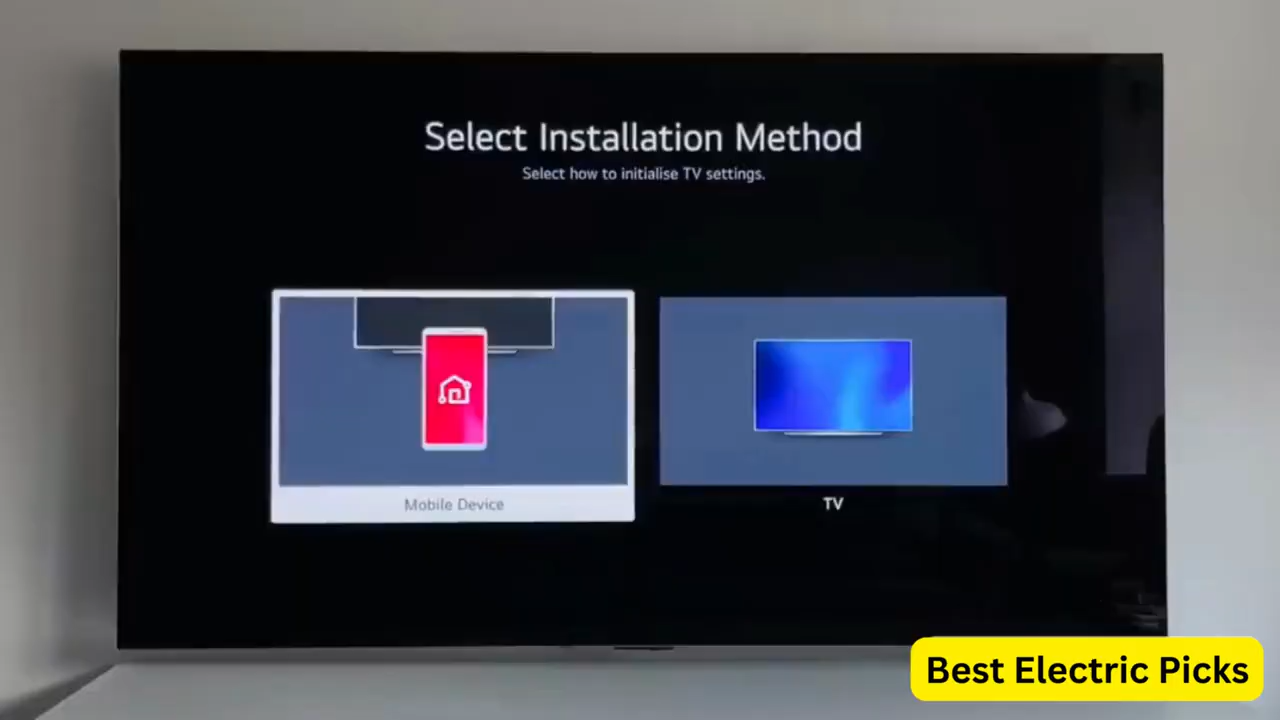 Select Installation Method
Select how to initialise TV settings.
Mobile Device
TV
Best Electric Picks